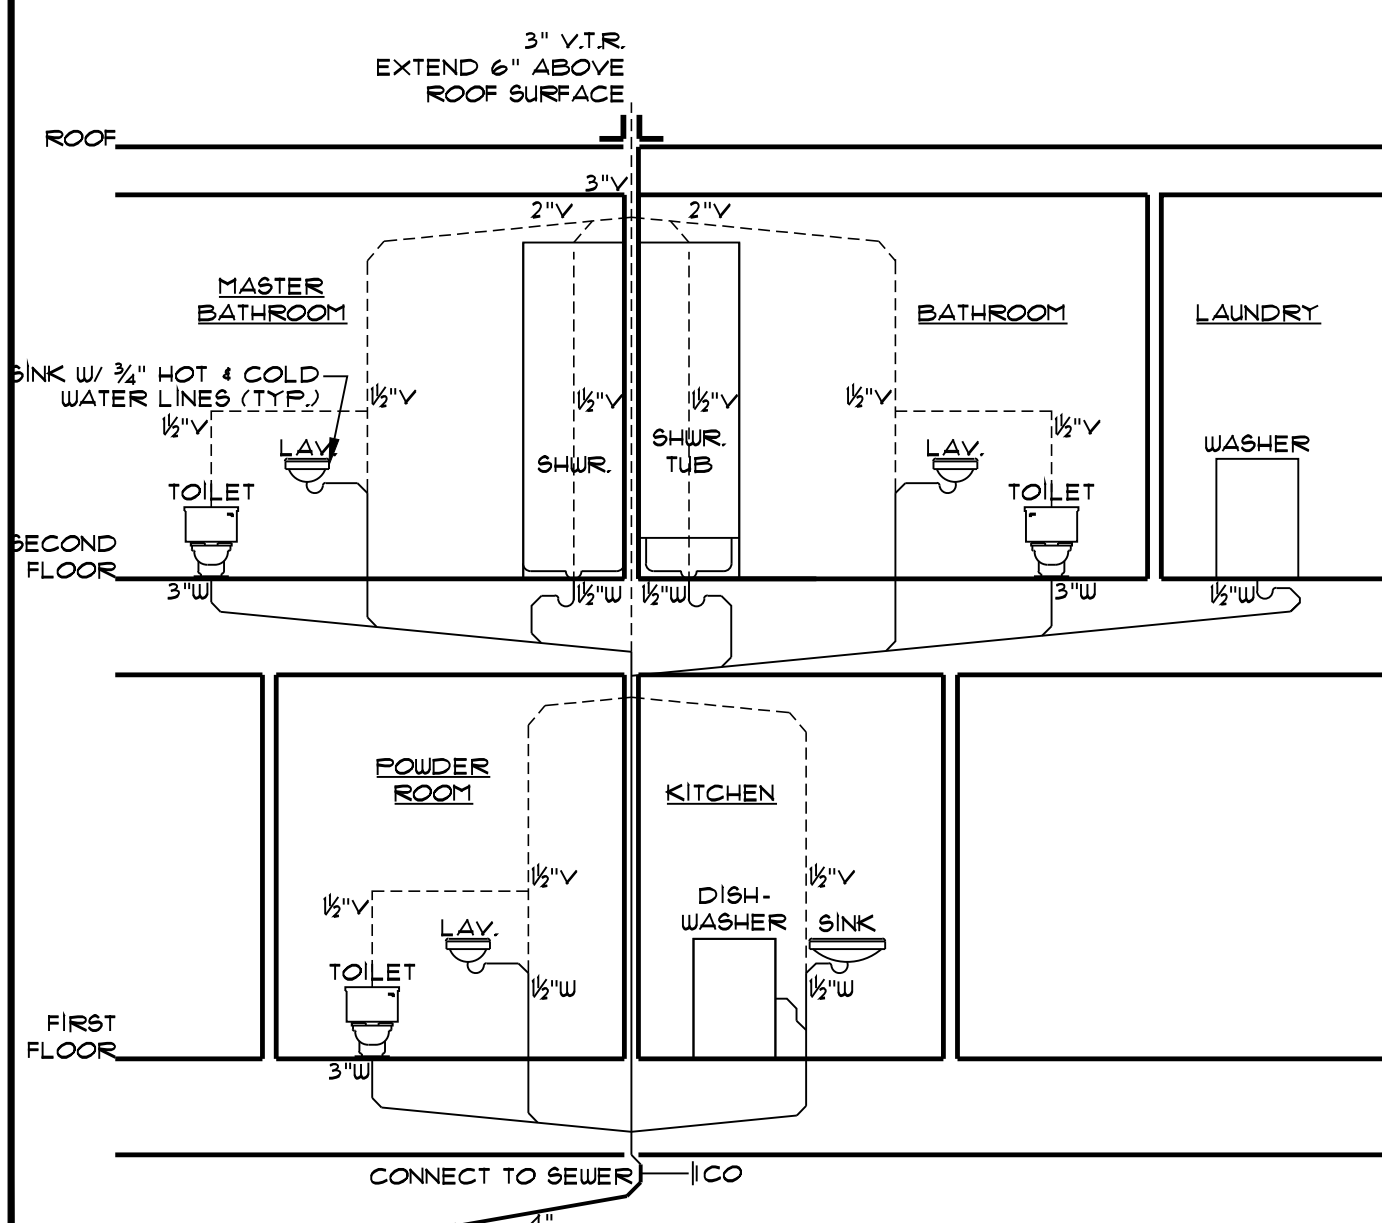 3" V.T.R.
EXTEND 6" ABOVE
ROOF SURFACE
ROOF
3"V
2"V
2"V
MASTER
BATHROOM
BATHROOM
LAUNDRY
SINK W/ ¾" HOT & COLD
WATER LINES (TYP.)
1½"V
1½"V
1½"V
1½"V
1½"V
1½"V
LAV.
SHWR.
SHWR.
TUB
LAV.
WASHER
TOILET
TOILET
SECOND
FLOOR
3"W
1½"W
1½"W
3"W
1½"W
POWDER
ROOM
KITCHEN
1½"V
1½"V
1½"V
DISH-
WASHER
SINK
LAV.
TOILET
1½"W
1½"W
FIRST
FLOOR
3"W
CONNECT TO SEWER
CO
4"